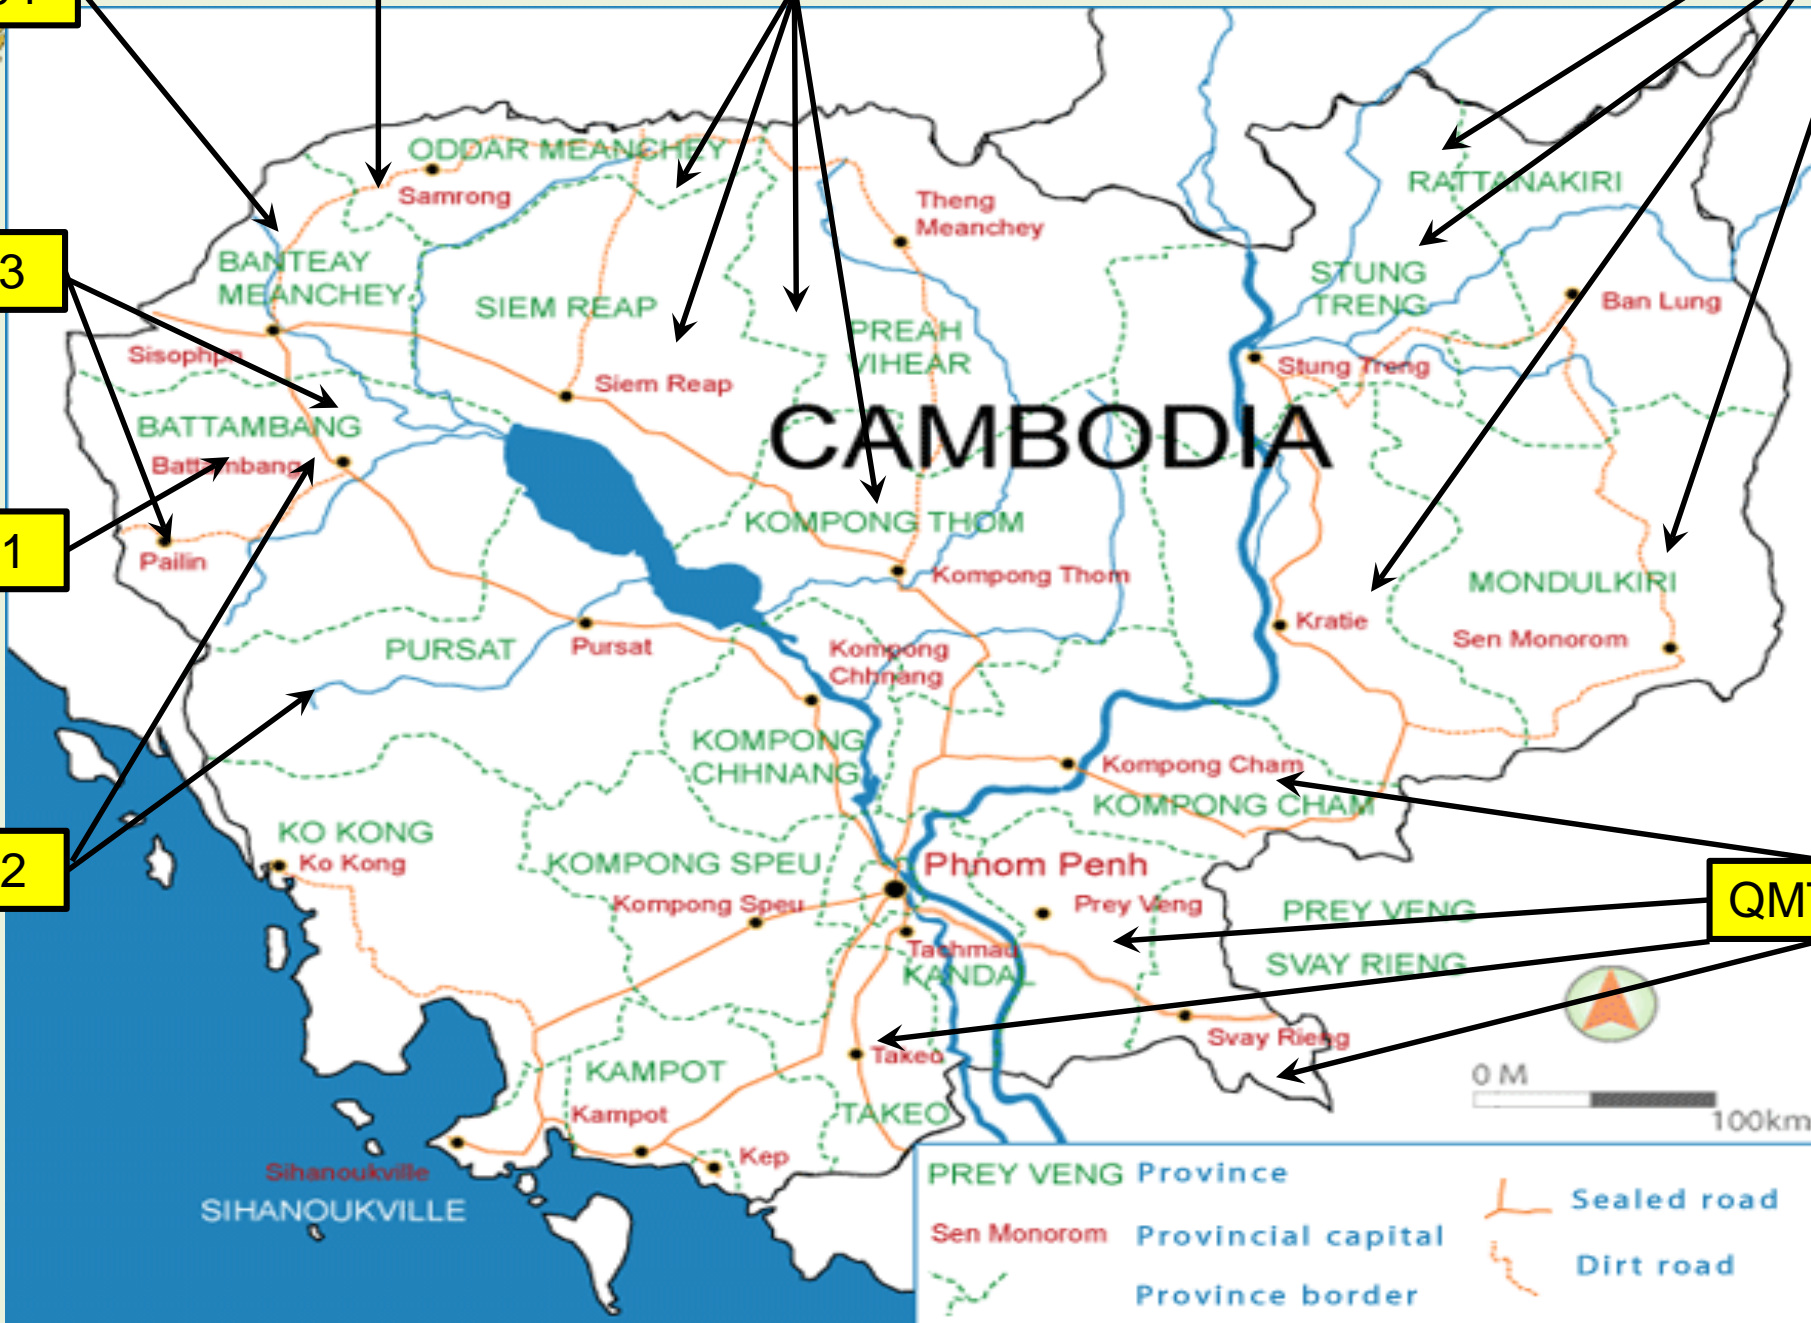 ODDAR MEANCHEY
Samrong
Theng
Meanchey
RATTANAKIRI
3
BANTEAY
MEANCHEY
SIEM REAP
STUNG
TRENG
Ban Lung
PREAH
VIHEAR
Sisophpn
Siem Reap
Stung Treng
CAMBODIA
BATTAMBANG
Battambang
KOMPONG THOM
1
Pailin
Kompong Thom
MONDULKIRI
Kratie
Sen Monorom
PURSAT
Pursat
Kompong
Chhnang
KOMPONG
CHHNANG
Kompong Cham
KOMPONG CHAM
KO KONG
Ko Kong
2
KOMPONG SPEU
Phnom Penh
Kompong Speu
Prey Veng
PREY VENG
QMT
Tachmau
KANDAL
SVAY RIENG
Svay Rieng
Takeo
KAMPOT
0 M
100km
Kampot
TAKEO
Kep
Sihanoukville
SIHANOUKVILLE
PREY VENG Province
Sen Monorom Provincial capital
Province border
Sealed road
Dirt road